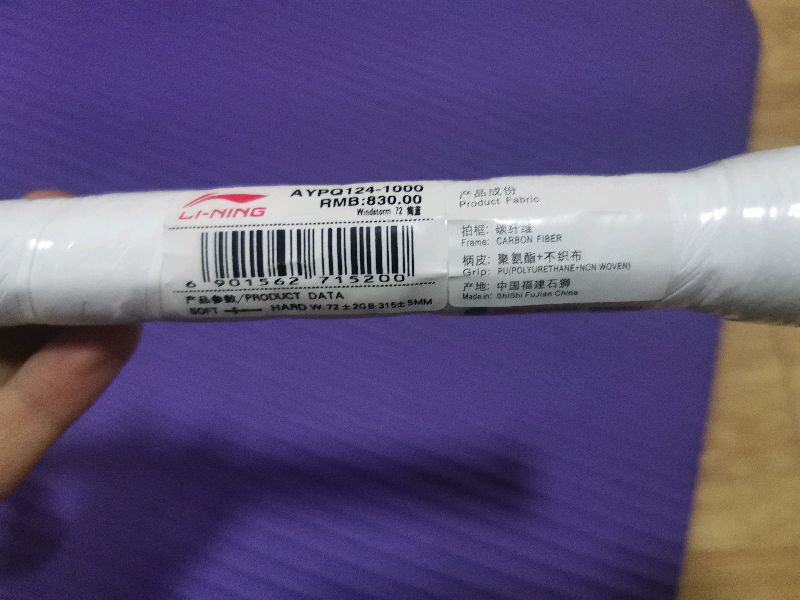 LI-NING
AYPQ124-1000
RMB:830.00
Windstorm 72 陶蓝
6 901562 715200
产品参数/PRODUCT DATA
SOFT HARD W:72±2G B:315±5MM
产品成份
Product Fabric
拍框: 碳纤维
Frame: CARBON FIBER
柄皮: 聚氨酯+不织布
Grip: PU(POLYURETHANE+NON WOVEN)
产地: 中国福建石狮
Made in: ShiShi FuJian China